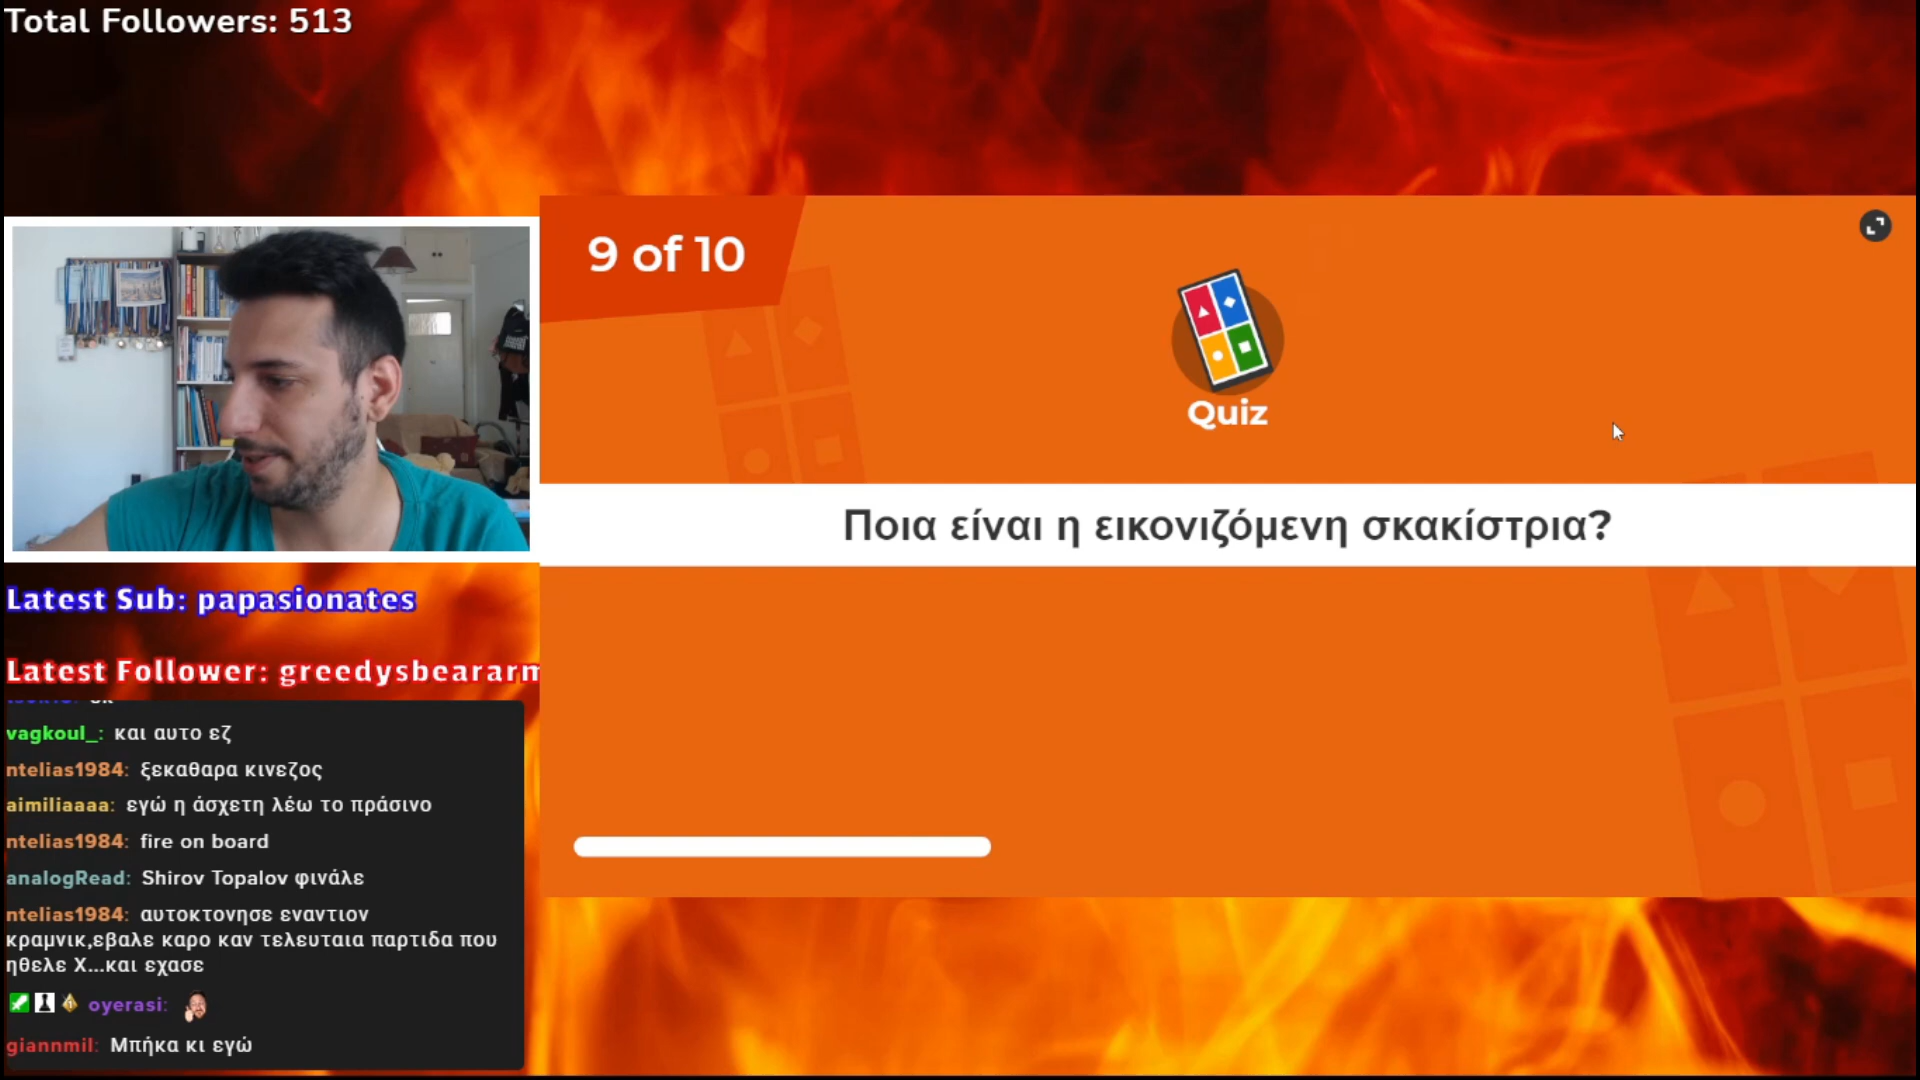 Total Followers: 513
9 of 10
Quiz
Ποια είναι η εικονιζόμενη σκακίστρια?
Latest Sub: papasionates
Latest Follower: greedysbeararm
vagkoul_: και αυτο εζ
ntelias1984: ξεκαθαρα κινεζος
aimiliaaaa: εγώ η άσχετη λέω το πράσινο
ntelias1984: fire on board
analogRead: Shirov Topalov φινάλε
ntelias1984: αυτοκτονησε εναντιον
κραμνικ,εβαλε καρο καν τελευταια παρτιδα που
ηθελε Χ...και εχασε
oyerasi:
giannmil: Μπήκα κι εγώ